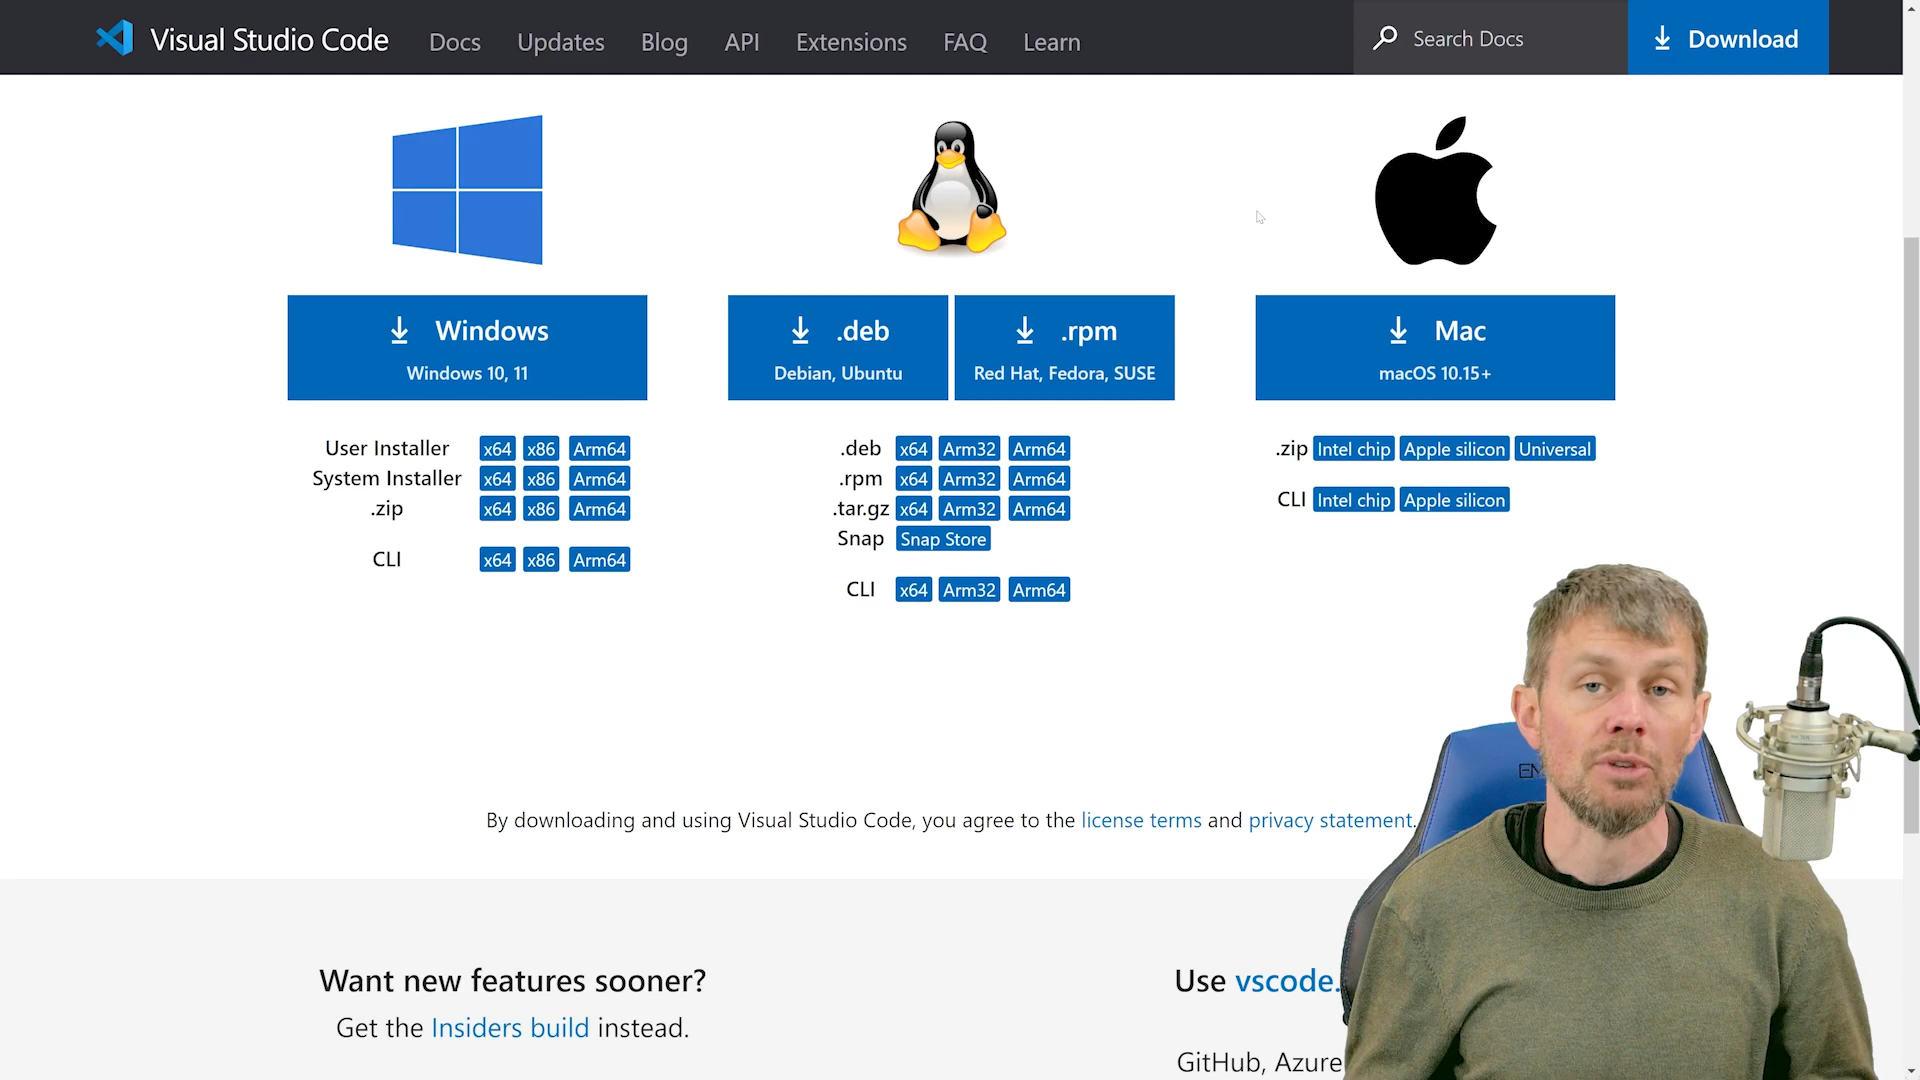 Visual Studio Code Docs Updates Blog API Extensions FAQ Learn Search Docs Download
Windows
Windows 10, 11
User Installer x64 x86 Arm64
System Installer x64 x86 Arm64
.zip x64 x86 Arm64
CLI x64 x86 Arm64
.deb
Debian, Ubuntu
.rpm
Red Hat, Fedora, SUSE
.deb x64 Arm32 Arm64
.rpm x64 Arm32 Arm64
.tar.gz x64 Arm32 Arm64
Snap Snap Store
CLI x64 Arm32 Arm64
Mac
macOS 10.15+
.zip Intel chip Apple silicon Universal
CLI Intel chip Apple silicon
By downloading and using Visual Studio Code, you agree to the license terms and privacy statement.
Want new features sooner?
Get the Insiders build instead.
Use vscode.
GitHub, Azure